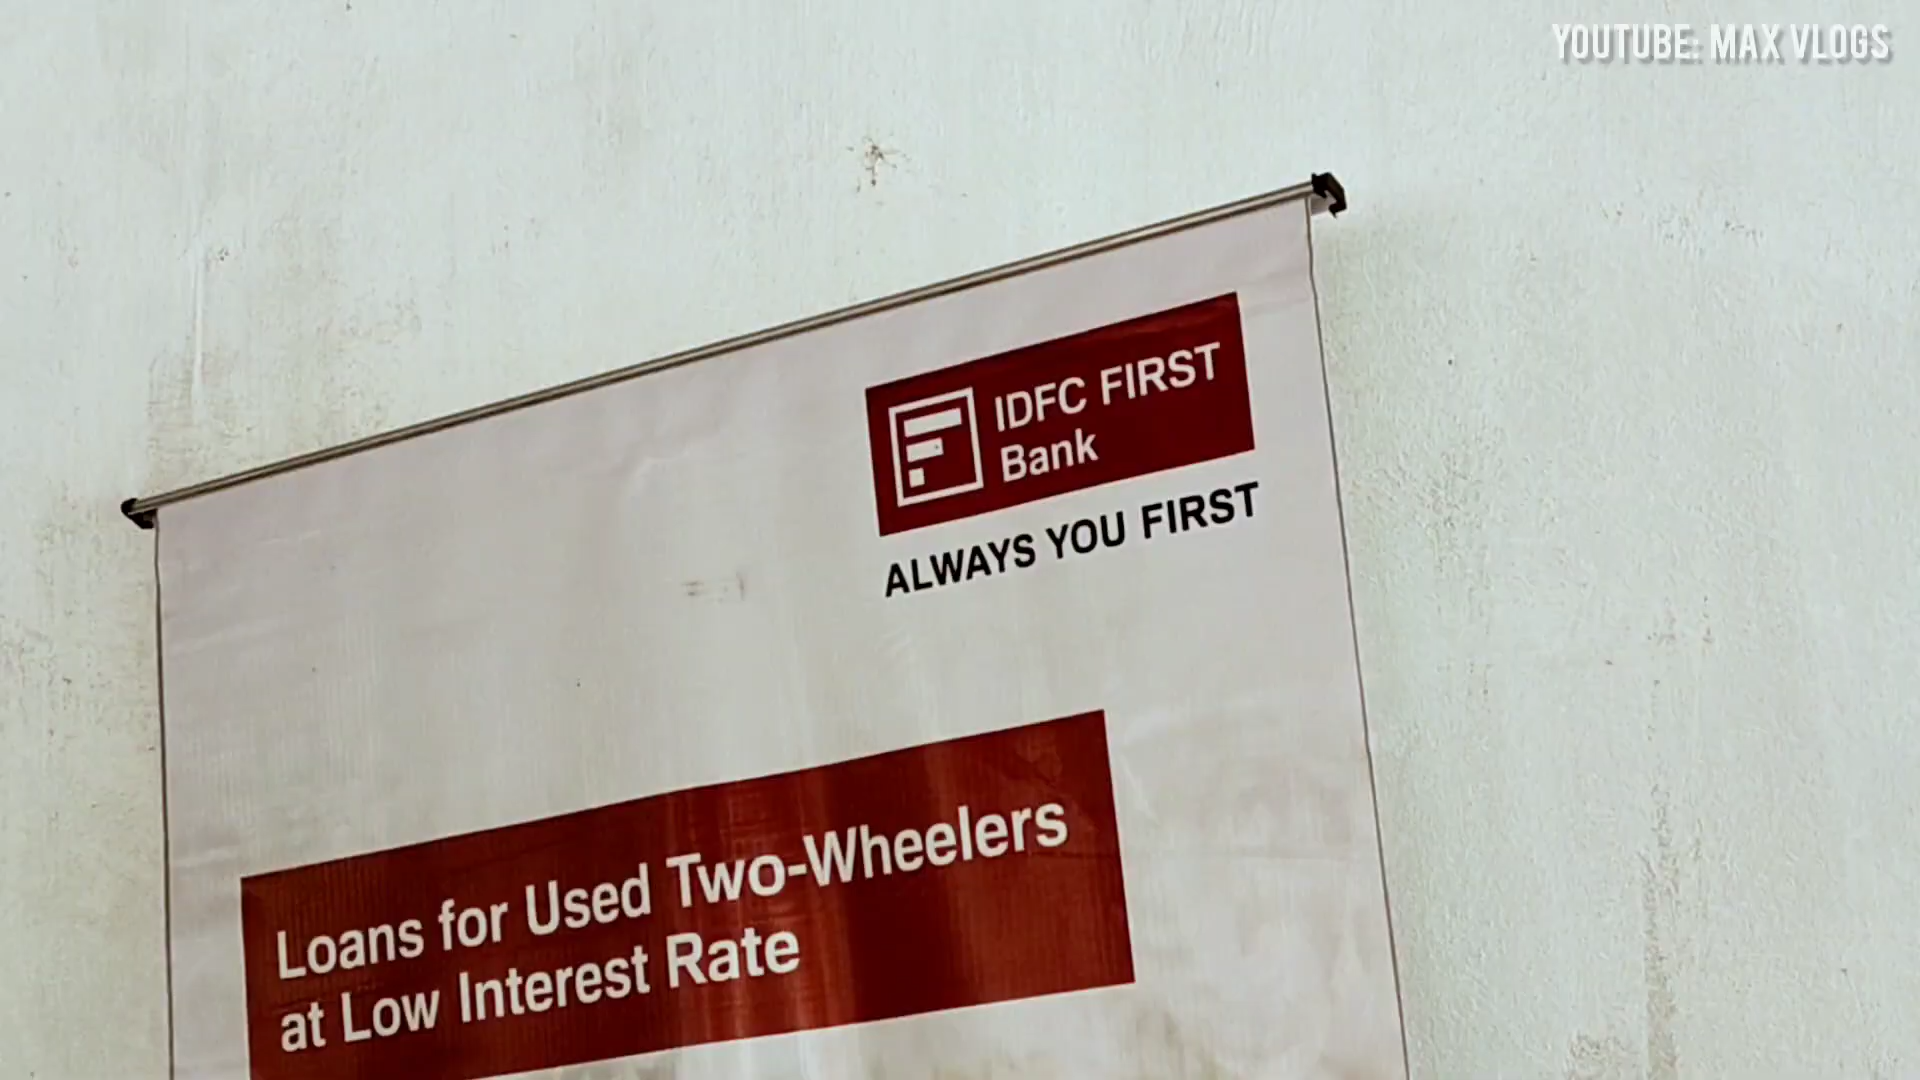 YOUTUBE: MAX VLOGS
IDFC FIRST
Bank
ALWAYS YOU FIRST
Loans for Used Two-Wheelers
at Low Interest Rate